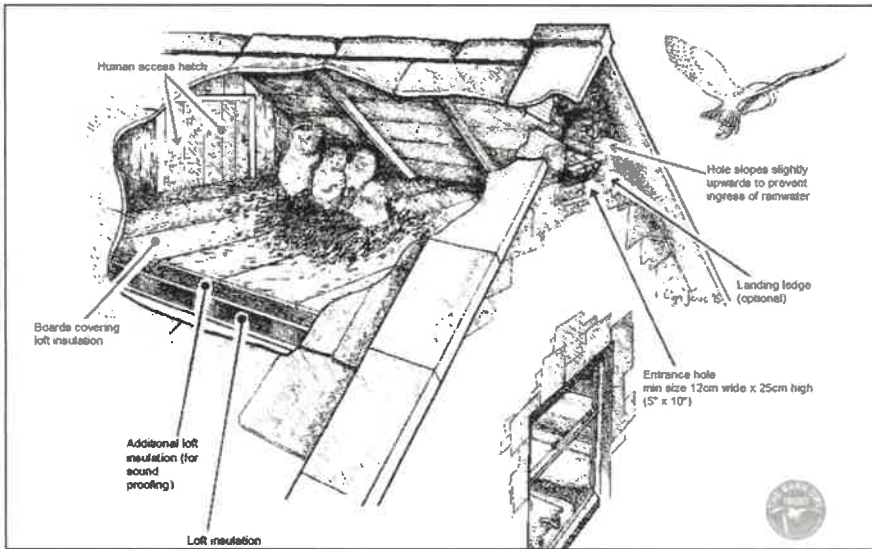 Human access hatch
Hole slopes slightly
upwards to prevent
ingress of rainwater
Landing ledge
(optional)
Boards covering
loft insulation
Entrance hole
min size 12cm wide x 25cm high
(5" x 10")
Additional loft
insulation (for
sound
proofing)
Loft insulation